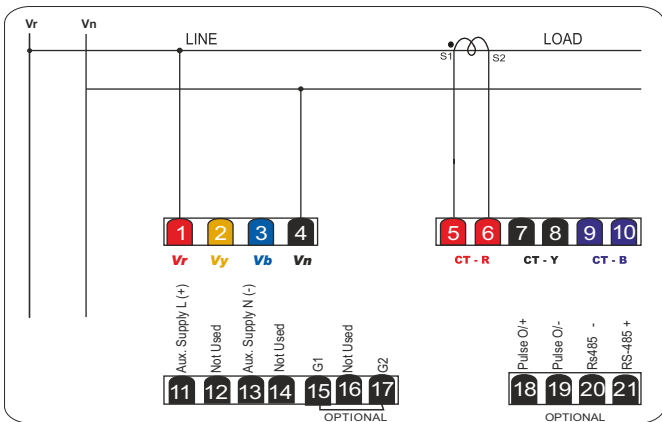 Vr Vn
LINE LOAD
S1 S2
1 2 3 4 5 6 7 8 9 10
Vr Vy Vb Vn CT - R CT - Y CT - B
Aux. Supply L (+)
Not Used
Aux. Supply N (-)
Not Used
G1
Not Used
G2
Pulse O/+
Pulse O/-
Rs485 -
RS-485 +
11 12 13 14 15 16 17 18 19 20 21
OPTIONAL OPTIONAL